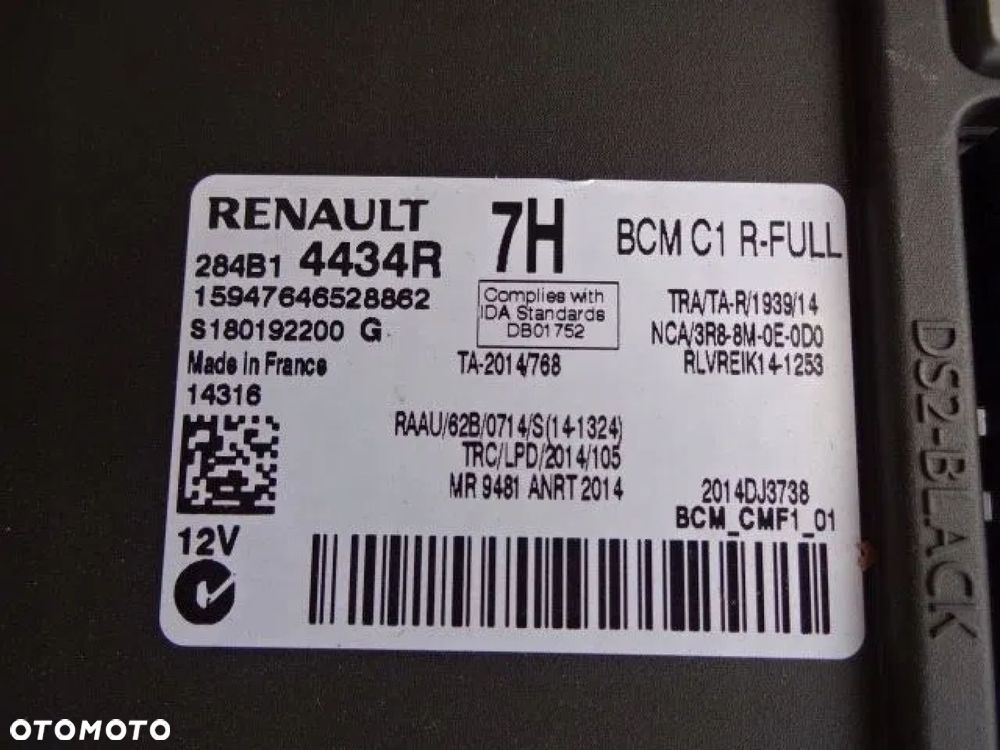 RENAULT
7H
BCM C1 R-FULL
284B1 4434R
15947646528862
S180192200 G
Complies with
IDA Standards
DB01752
TRA/TA-R/1939/14
NCA/3R8-8M-0E-0D0
RLVREIK14-1253
Made in France
TA-2014/768
14316
RAAU/62B/0714/S(14-1324)
TRC/LPD/2014/105
MR 9481 ANRT 2014
2014DJ3738
BCM_CMF1_01
12V
DS2-BLACK
OTOMOTO